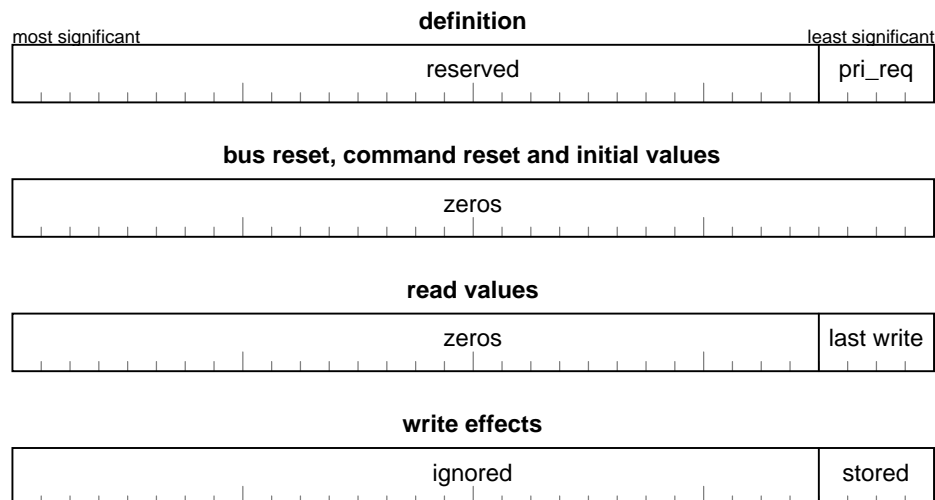 definition
most significant least significant
reserved pri_req
bus reset, command reset and initial values
zeros
read values
zeros last write
write effects
ignored stored